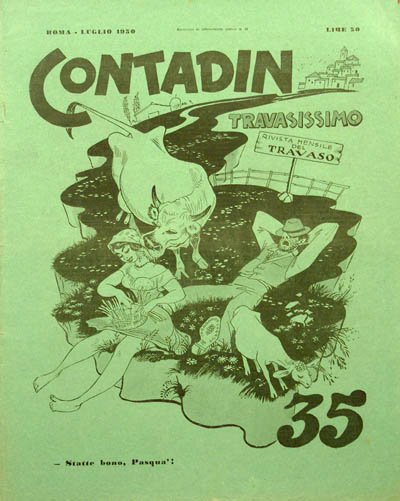 ROMA - LUGLIO 1950
LIRE 50
CONTADIN
TRAVASISSIMO
RIVISTA MENSILE
DEL
TRAVASO
35
— Statte bono, Pasqua'!